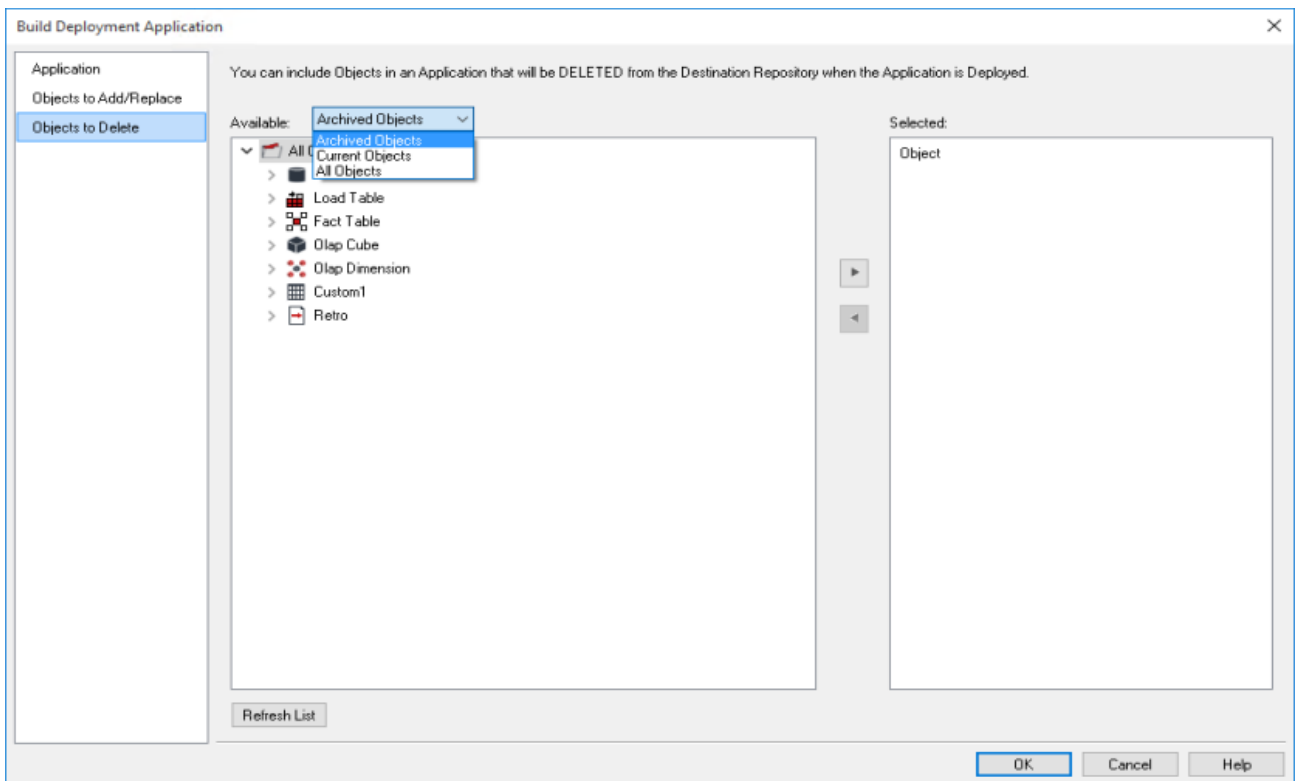 Build Deployment Application
Application
Objects to Add/Replace
Objects to Delete
You can include Objects in an Application that will be DELETED from the Destination Repository when the Application is Deployed.
Available:
Archived Objects
Archived Objects
Current Objects
All Objects
All
Load Table
Fact Table
Olap Cube
Olap Dimension
Custom1
Retro
Selected:
Object
Refresh List
OK
Cancel
Help